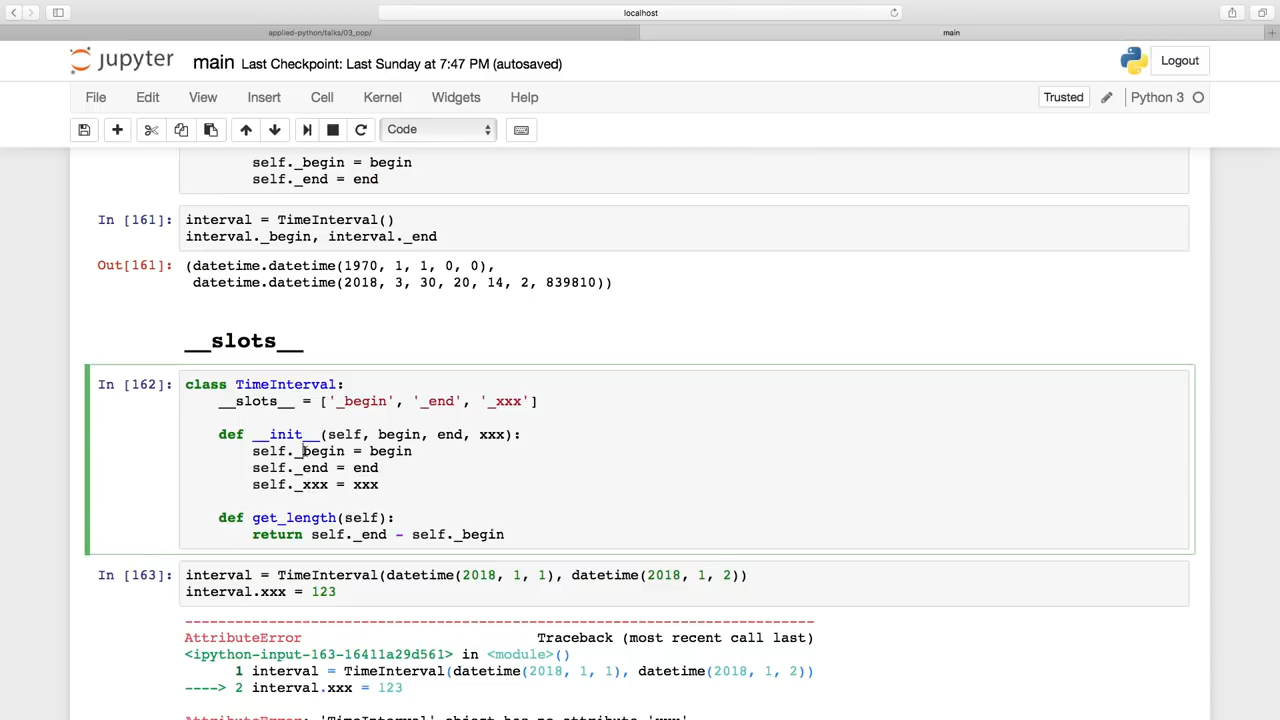 localhost
applied-python/talks/03_oop/
main
jupyter main Last Checkpoint: Last Sunday at 7:47 PM (autosaved)
Logout
File Edit View Insert Cell Kernel Widgets Help
Trusted
Python 3
Code
self._begin = begin
self._end = end
In [161]: interval = TimeInterval()
interval._begin, interval._end
Out[161]: (datetime.datetime(1970, 1, 1, 0, 0),
datetime.datetime(2018, 3, 30, 20, 14, 2, 839810))
__slots__
In [162]: class TimeInterval:
__slots__ = ['_begin', '_end', '_xxx']
def __init__(self, begin, end, xxx):
self._begin = begin
self._end = end
self._xxx = xxx
def get_length(self):
return self._end - self._begin
In [163]: interval = TimeInterval(datetime(2018, 1, 1), datetime(2018, 1, 2))
interval.xxx = 123
---------------------------------------------------------------------------
AttributeError Traceback (most recent call last)
<ipython-input-163-16411a29d561> in <module>()
1 interval = TimeInterval(datetime(2018, 1, 1), datetime(2018, 1, 2))
----> 2 interval.xxx = 123
AttributeError: 'TimeInterval' object has no attribute 'xxx'